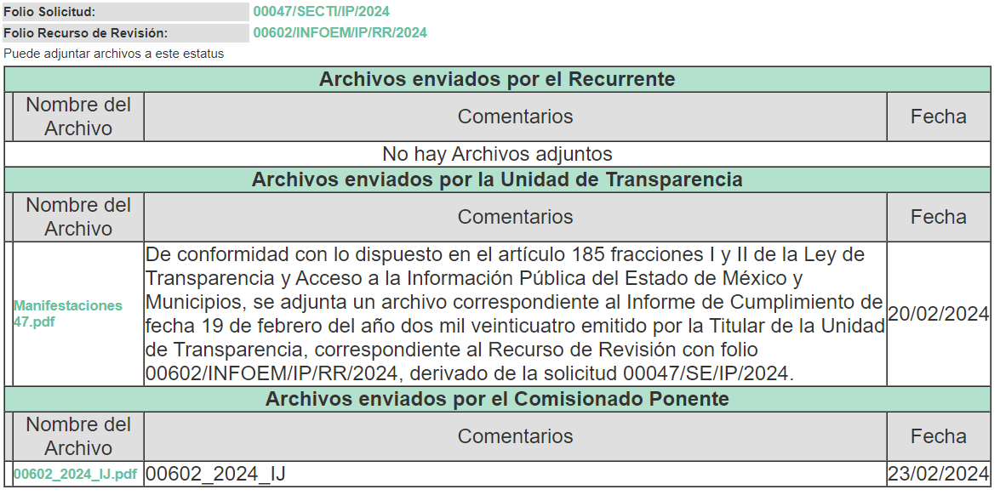 Folio Solicitud: 00047/SECTI/IP/2024
Folio Recurso de Revisión: 00602/INFOEM/IP/RR/2024
Puede adjuntar archivos a este estatus
Archivos enviados por el Recurrente
Nombre del Archivo Comentarios Fecha
No hay Archivos adjuntos
Archivos enviados por la Unidad de Transparencia
Nombre del Archivo Comentarios Fecha
Manifestaciones
47.pdf
De conformidad con lo dispuesto en el artículo 185 fracciones I y II de la Ley de
Transparencia y Acceso a la Información Pública del Estado de México y
Municipios, se adjunta un archivo correspondiente al Informe de Cumplimiento de
fecha 19 de febrero del año dos mil veinticuatro emitido por la Titular de la Unidad
de Transparencia, correspondiente al Recurso de Revisión con folio
00602/INFOEM/IP/RR/2024, derivado de la solicitud 00047/SE/IP/2024.
20/02/2024
Archivos enviados por el Comisionado Ponente
Nombre del Archivo Comentarios Fecha
00602_2024_IJ.pdf 00602_2024_IJ 23/02/2024